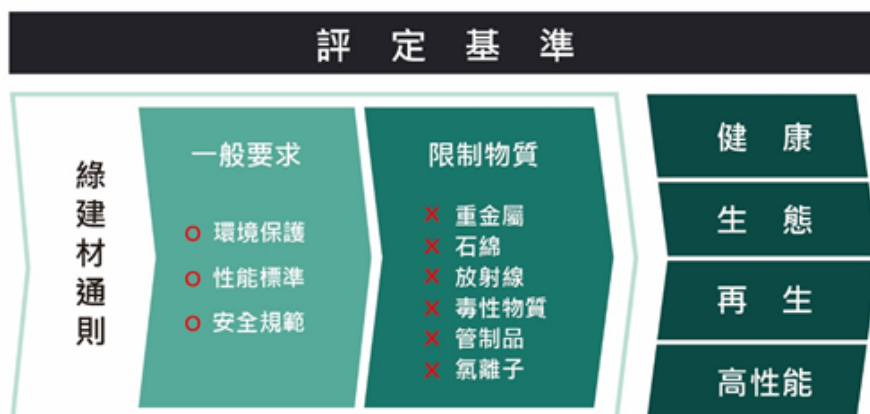 評定基準
綠建材通則
一般要求
o 環境保護
o 性能標準
o 安全規範
限制物質
x 重金屬
x 石綿
x 放射線
x 毒性物質
x 管制品
x 氯離子
健康
生態
再生
高性能